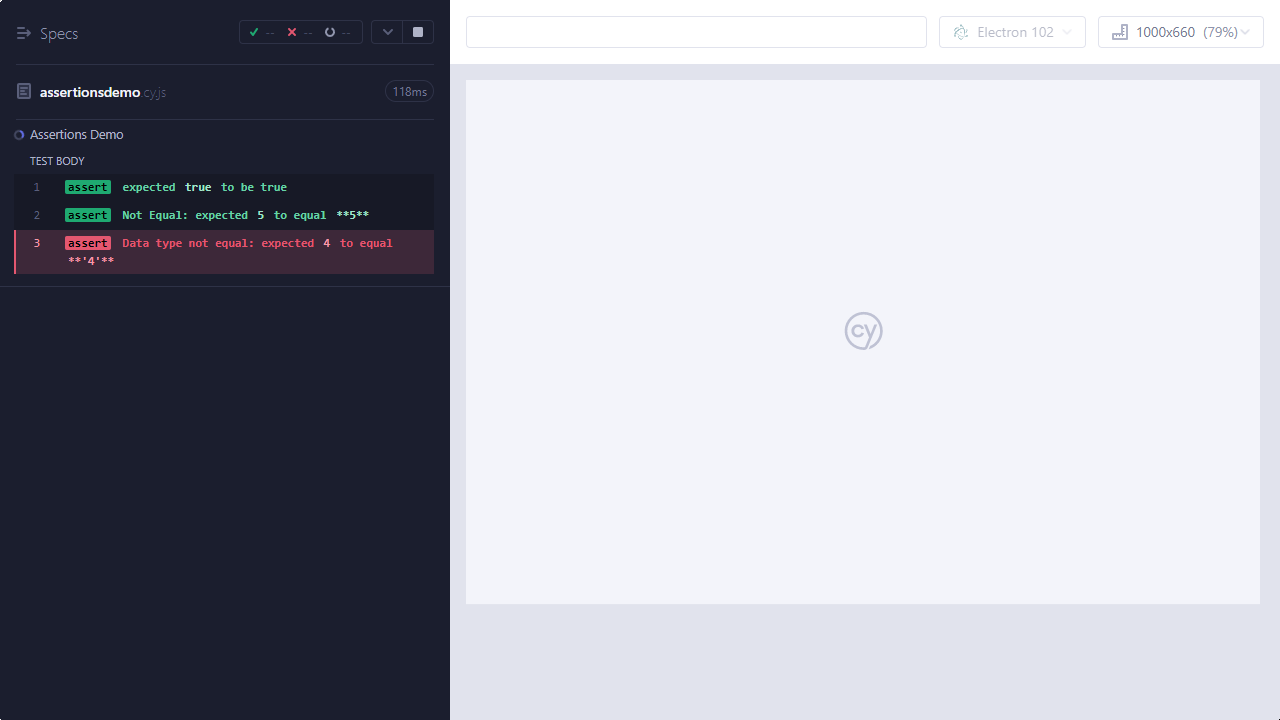 Specs
-- -- --
Electron 102
1000x660 (79%)
assertionsdemo.cy.js
118ms
Assertions Demo
TEST BODY
1 assert expected true to be true
2 assert Not Equal: expected 5 to equal **5**
3 assert Data type not equal: expected 4 to equal
**'4'**
cy